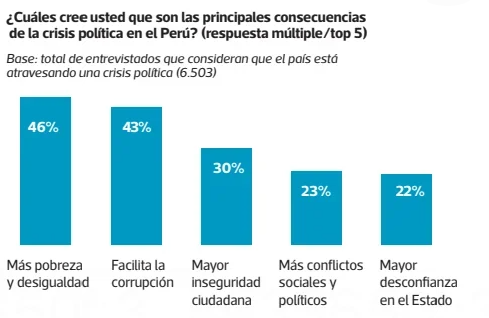 ¿Cuáles cree usted que son las principales consecuencias
de la crisis política en el Perú? (respuesta múltiple/top 5)
Base: total de entrevistados que consideran que el país está
atravesando una crisis política (6.503)
46%
43%
30%
23%
22%
Más pobreza
y desigualdad
Facilita la
corrupción
Mayor
inseguridad
ciudadana
Más conflictos
sociales y
políticos
Mayor
desconfianza
en el Estado